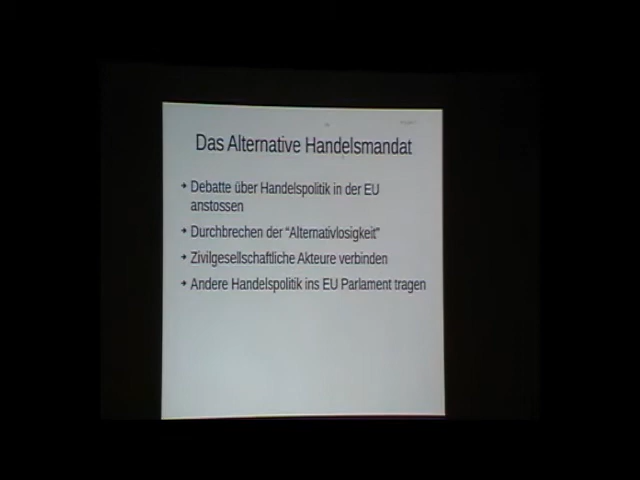 Das Alternative Handelsmandat
➔ Debatte über Handelspolitik in der EU
anstossen
➔ Durchbrechen der “Alternativlosigkeit”
➔ Zivilgesellschaftliche Akteure verbinden
➔ Andere Handelspolitik ins EU Parlament tragen